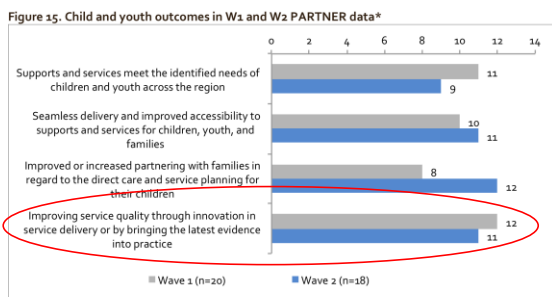 Figure 15. Child and youth outcomes in W1 and W2 PARTNER data*
0 2 4 6 8 10 12 14
Supports and services meet the identified needs of
children and youth across the region
11
9
Seamless delivery and improved accessibility to
supports and services for children, youth, and
families
10
11
Improved or increased partnering with families in
regard to the direct care and service planning for
their children
8
12
Improving service quality through innovation in
service delivery or by bringing the latest evidence
into practice
12
11
Wave 1 (n=20) Wave 2 (n=18)